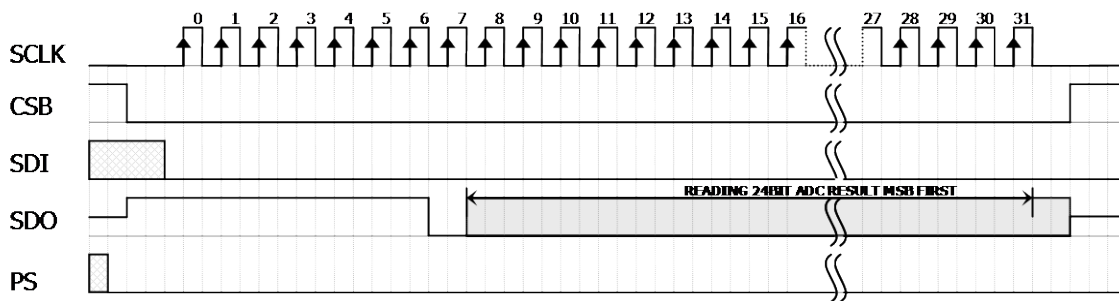 0 1 2 3 4 5 6 7 8 9 10 11 12 13 14 15 16 27 28 29 30 31
SCLK
CSB
SDI
READING 24BIT ADC RESULT MSB FIRST
SDO
PS